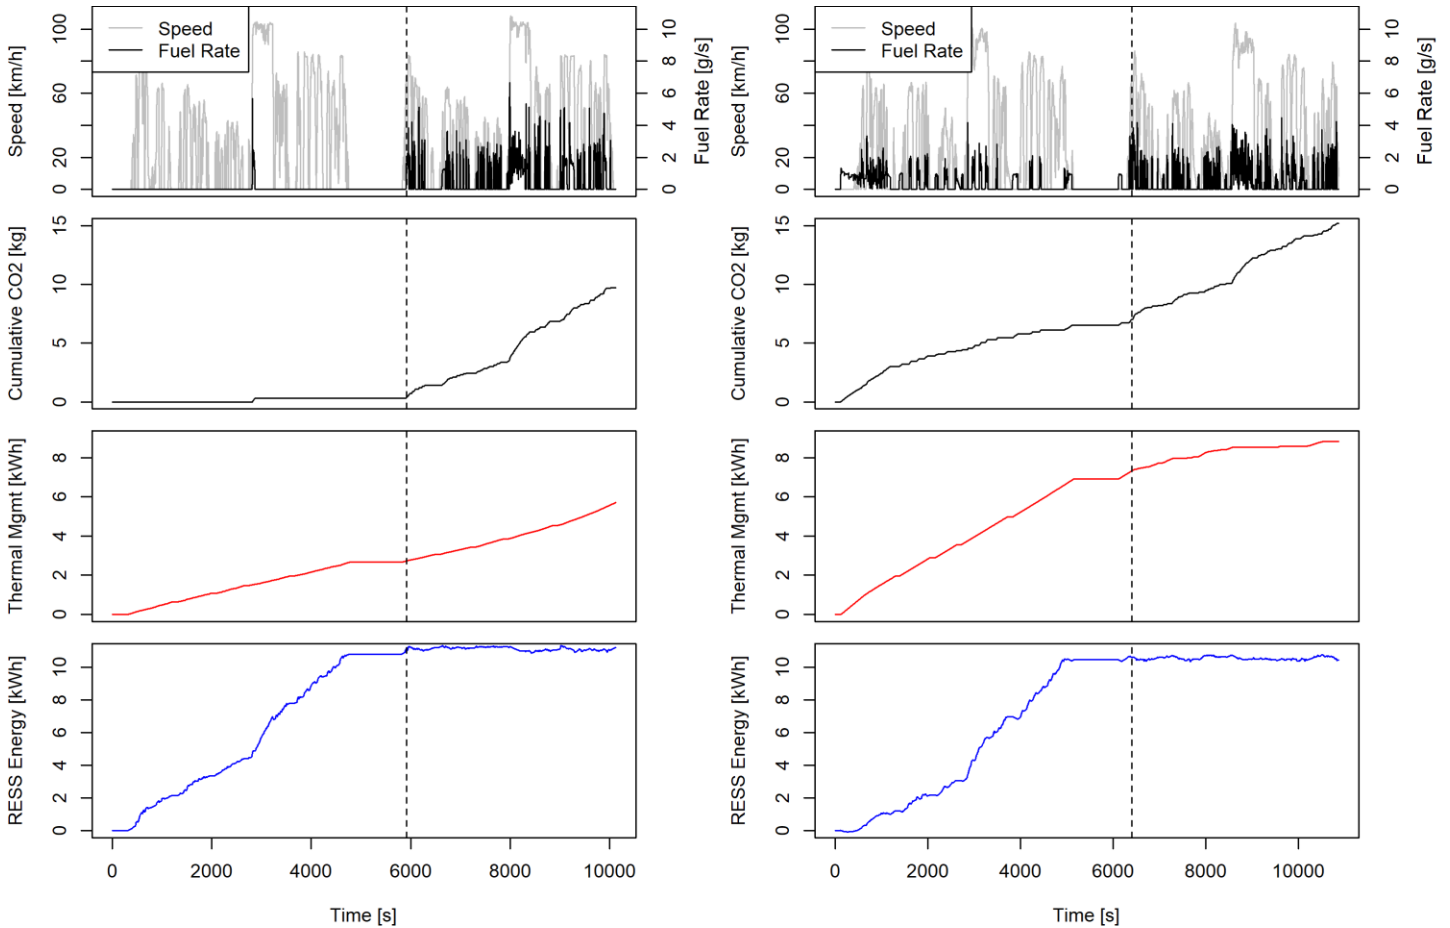 Speed [km/h]
0
20
60
100
Speed
Fuel Rate
0
2
4
6
8
10
Fuel Rate [g/s]
Speed [km/h]
0
20
60
100
Speed
Fuel Rate
0
2
4
6
8
10
Fuel Rate [g/s]
Cumulative CO2 [kg]
0
5
10
15
Cumulative CO2 [kg]
0
5
10
15
Thermal Mgmt [kWh]
0
2
4
6
8
Thermal Mgmt [kWh]
0
2
4
6
8
RESS Energy [kWh]
0
2
4
6
8
10
RESS Energy [kWh]
0
2
4
6
8
10
0 2000 4000 6000 8000 10000
0 2000 4000 6000 8000 10000
Time [s]
Time [s]